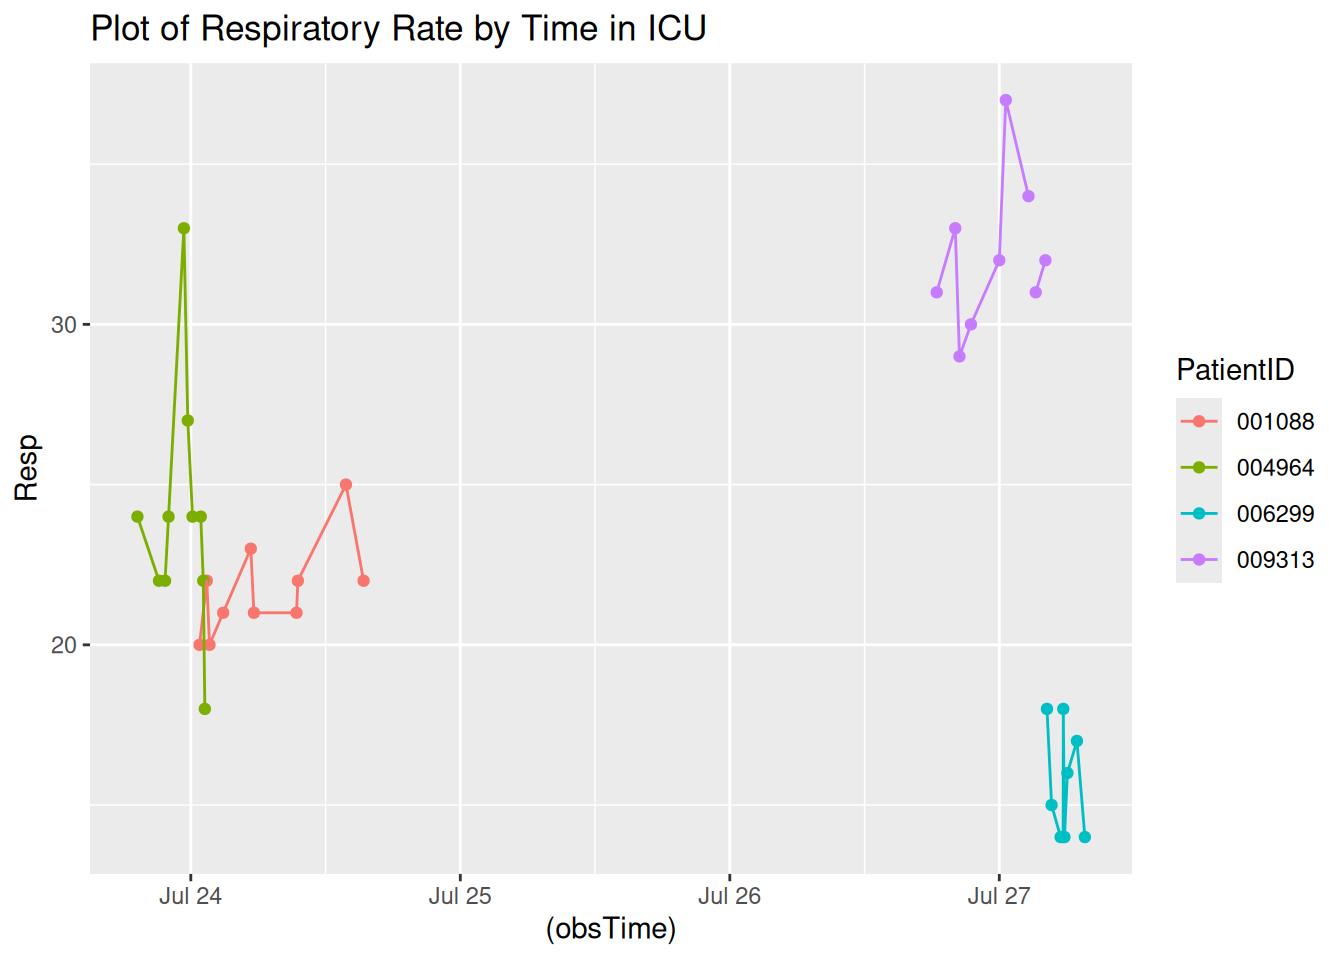 Plot of Respiratory Rate by Time in ICU
Resp
30
20
Jul 24
Jul 25
Jul 26
Jul 27
(obsTime)
PatientID
001088
004964
006299
009313